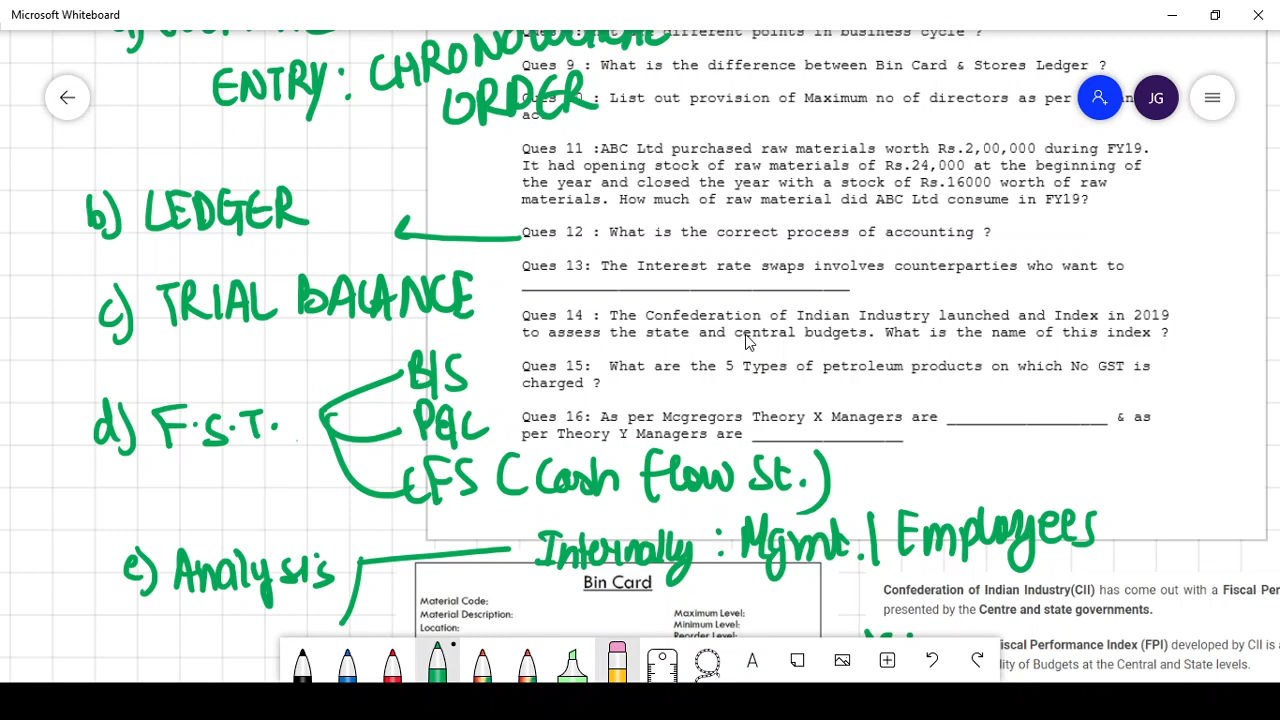 Microsoft Whiteboard
different points in business cycle ?
ENTRY : CHRONOLOGICAL
ORDER
Ques 9 : What is the difference between Bin Card & Stores Ledger ?
: List out provision of Maximum no of directors as per
JG
Ques 11 :ABC Ltd purchased raw materials worth Rs.2,00,000 during FY19.
It had opening stock of raw materials of Rs.24,000 at the beginning of
the year and closed the year with a stock of Rs.16000 worth of raw
materials. How much of raw material did ABC Ltd consume in FY19?
b) LEDGER
Ques 12 : What is the correct process of accounting ?
Ques 13: The Interest rate swaps involves counterparties who want to
c) TRIAL BALANCE
Ques 14 : The Confederation of Indian Industry launched and Index in 2019
to assess the state and central budgets. What is the name of this index ?
Ques 15:  What are the 5 Types of petroleum products on which No GST is
charged ?
d) F.S.T.
B/S
P&L
CFS (Cash flow St.)
Ques 16: As per Mcgregors Theory X Managers are __________________ & as
per Theory Y Managers are _________________
e) Analysis
Internally : Mgmt. | Employees
Bin Card
Material Code:
Material Description:
Location:
Maximum Level:
Minimum Level:
Reorder Level:
Confederation of Indian Industry(CII) has come out with a Fiscal
presented by the Centre and state governments.
Performance Index (FPI) developed by CII is
of Budgets at the Central and State levels.